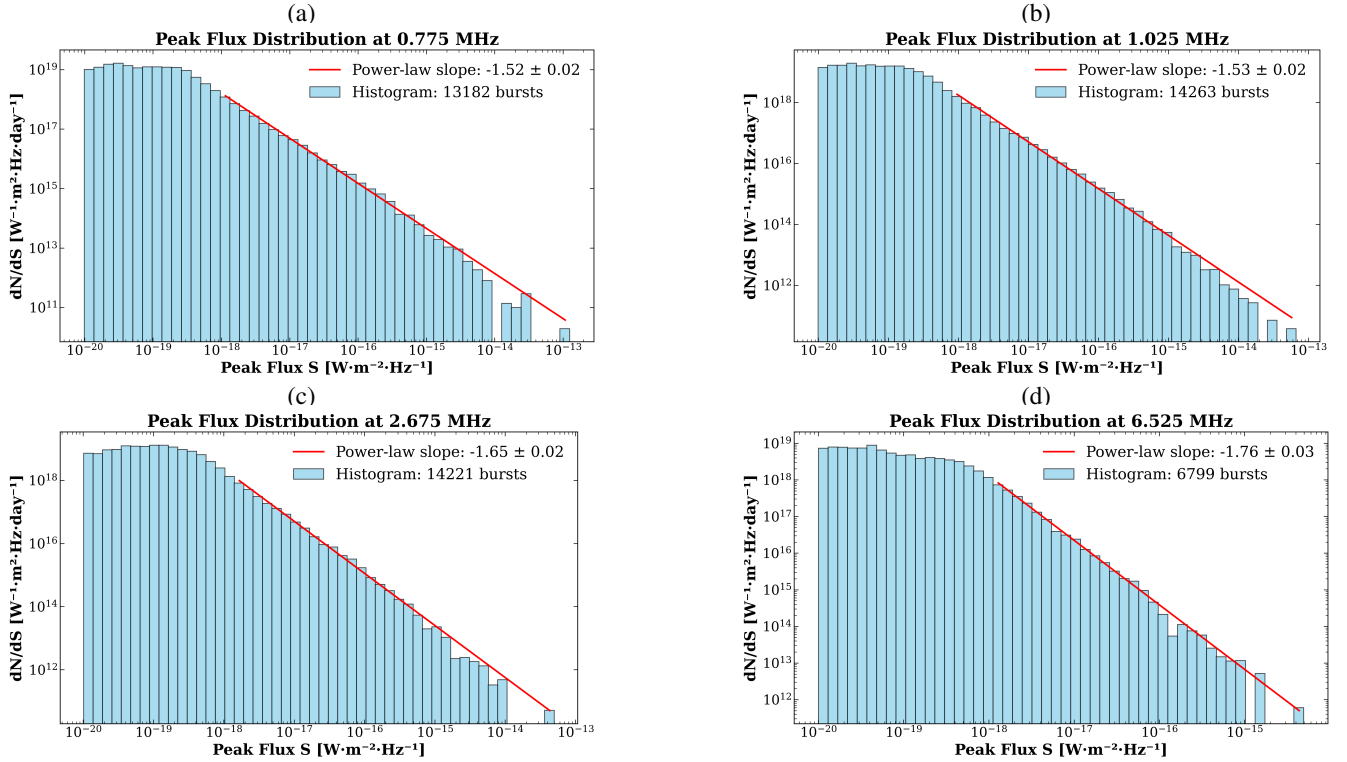 (a)
Peak Flux Distribution at 0.775 MHz
Power-law slope: -1.52 ± 0.02
Histogram: 13182 bursts
dN/dS [W⁻¹·m²·Hz·day⁻¹]
10¹⁹
10¹⁷
10¹⁵
10¹³
10¹¹
10⁻²⁰ 10⁻¹⁹ 10⁻¹⁸ 10⁻¹⁷ 10⁻¹⁶ 10⁻¹⁵ 10⁻¹⁴ 10⁻¹³
Peak Flux S [W·m⁻²·Hz⁻¹]
(b)
Peak Flux Distribution at 1.025 MHz
Power-law slope: -1.53 ± 0.02
Histogram: 14263 bursts
dN/dS [W⁻¹·m²·Hz·day⁻¹]
10¹⁸
10¹⁶
10¹⁴
10¹²
10⁻²⁰ 10⁻¹⁹ 10⁻¹⁸ 10⁻¹⁷ 10⁻¹⁶ 10⁻¹⁵ 10⁻¹⁴ 10⁻¹³
Peak Flux S [W·m⁻²·Hz⁻¹]
(c)
Peak Flux Distribution at 2.675 MHz
Power-law slope: -1.65 ± 0.02
Histogram: 14221 bursts
dN/dS [W⁻¹·m²·Hz·day⁻¹]
10¹⁸
10¹⁶
10¹⁴
10¹²
10⁻²⁰ 10⁻¹⁹ 10⁻¹⁸ 10⁻¹⁷ 10⁻¹⁶ 10⁻¹⁵ 10⁻¹⁴ 10⁻¹³
Peak Flux S [W·m⁻²·Hz⁻¹]
(d)
Peak Flux Distribution at 6.525 MHz
Power-law slope: -1.76 ± 0.03
Histogram: 6799 bursts
dN/dS [W⁻¹·m²·Hz·day⁻¹]
10¹⁹
10¹⁸
10¹⁷
10¹⁶
10¹⁵
10¹⁴
10¹³
10¹²
10⁻²⁰ 10⁻¹⁹ 10⁻¹⁸ 10⁻¹⁷ 10⁻¹⁶ 10⁻¹⁵
Peak Flux S [W·m⁻²·Hz⁻¹]